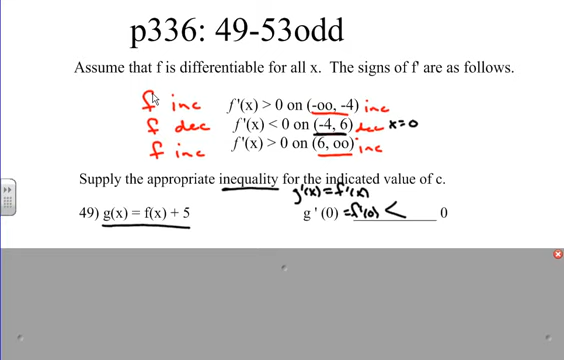 p336: 49-53odd
Assume that f is differentiable for all x. The signs of f' are as follows.
f inc f'(x) > 0 on (-oo, -4) inc
f dec f'(x) < 0 on (-4, 6) dec x=0
f inc f'(x) > 0 on (6, oo) inc
Supply the appropriate inequality for the indicated value of c.
g'(x)=f'(x)
49) g(x) = f(x) + 5 g ' (0) =f'(0) < ________ 0